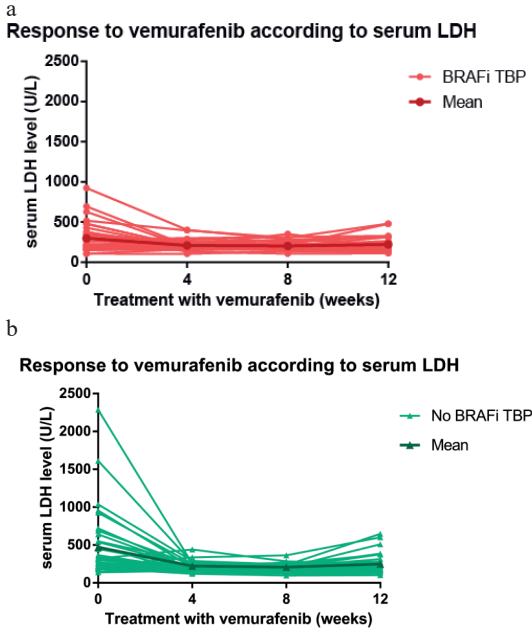 a
Response to vemurafenib according to serum LDH
2500
2000
1500
1000
500
0
serum LDH level (U/L)
0 4 8 12
Treatment with vemurafenib (weeks)
BRAFi TBP
Mean
b
Response to vemurafenib according to serum LDH
2500
2000
1500
1000
500
0
serum LDH level (U/L)
0 4 8 12
Treatment with vemurafenib (weeks)
No BRAFi TBP
Mean